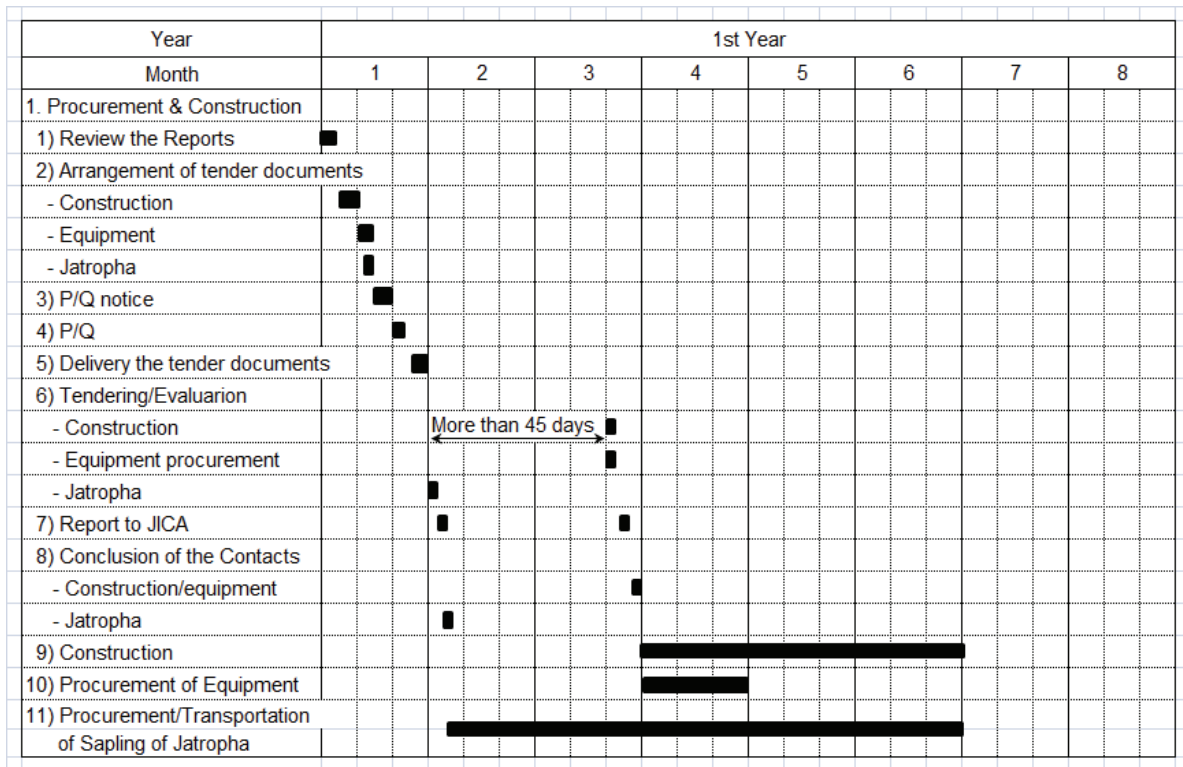 Year 1st Year
Month 1 2 3 4 5 6 7 8
1. Procurement & Construction
1) Review the Reports
2) Arrangement of tender documents
- Construction
- Equipment
- Jatropha
3) P/Q notice
4) P/Q
5) Delivery the tender documents
6) Tendering/Evaluarion
- Construction More than 45 days
- Equipment procurement
- Jatropha
7) Report to JICA
8) Conclusion of the Contacts
- Construction/equipment
- Jatropha
9) Construction
10) Procurement of Equipment
11) Procurement/Transportation
of Sapling of Jatropha